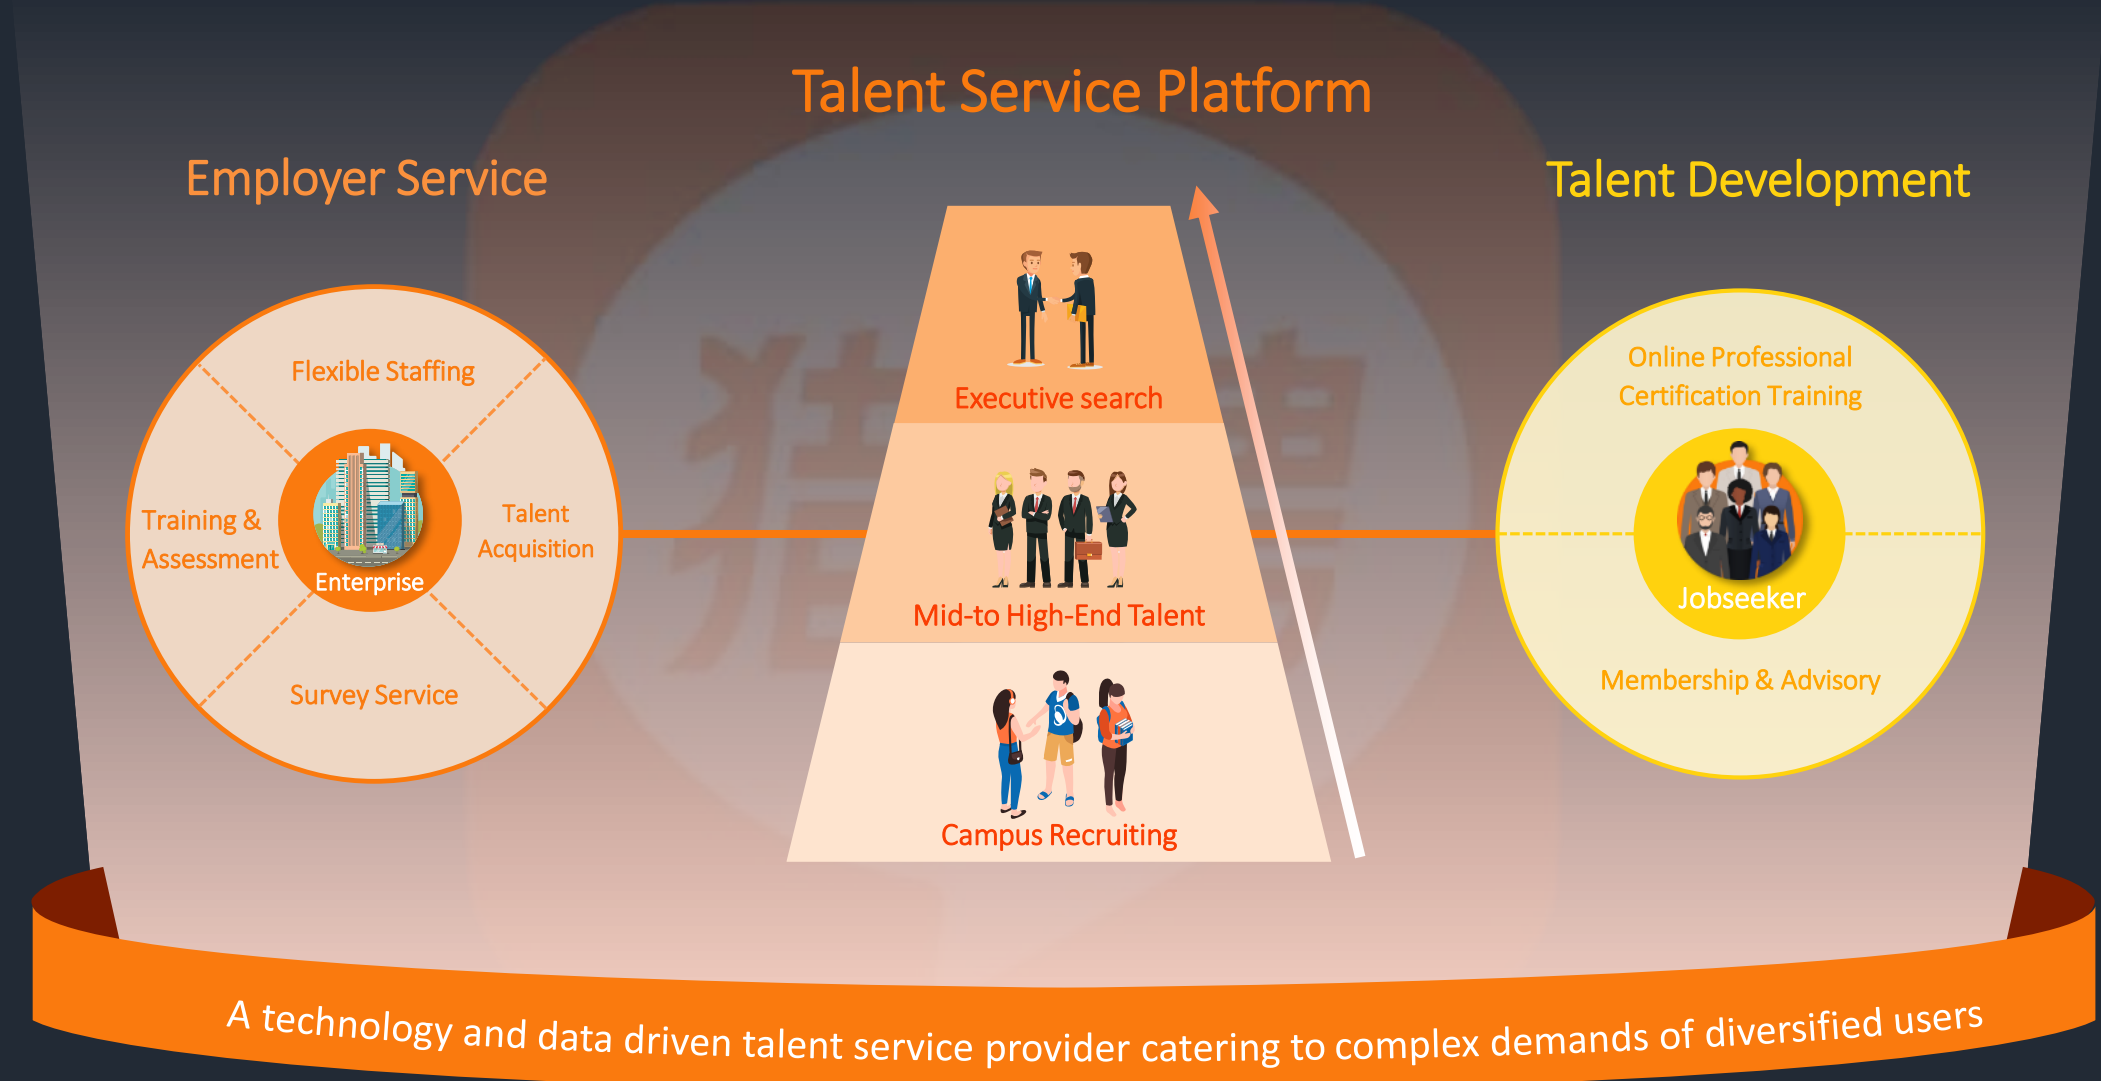 Talent Service Platform
Employer Service
Talent Development
Flexible Staffing
Training &
Assessment
Enterprise
Talent
Acquisition
Survey Service
Executive search
Mid-to High-End Talent
Campus Recruiting
Online Professional
Certification Training
Jobseeker
Membership & Advisory
猎聘
A technology and data driven talent service provider catering to complex demands of diversified users